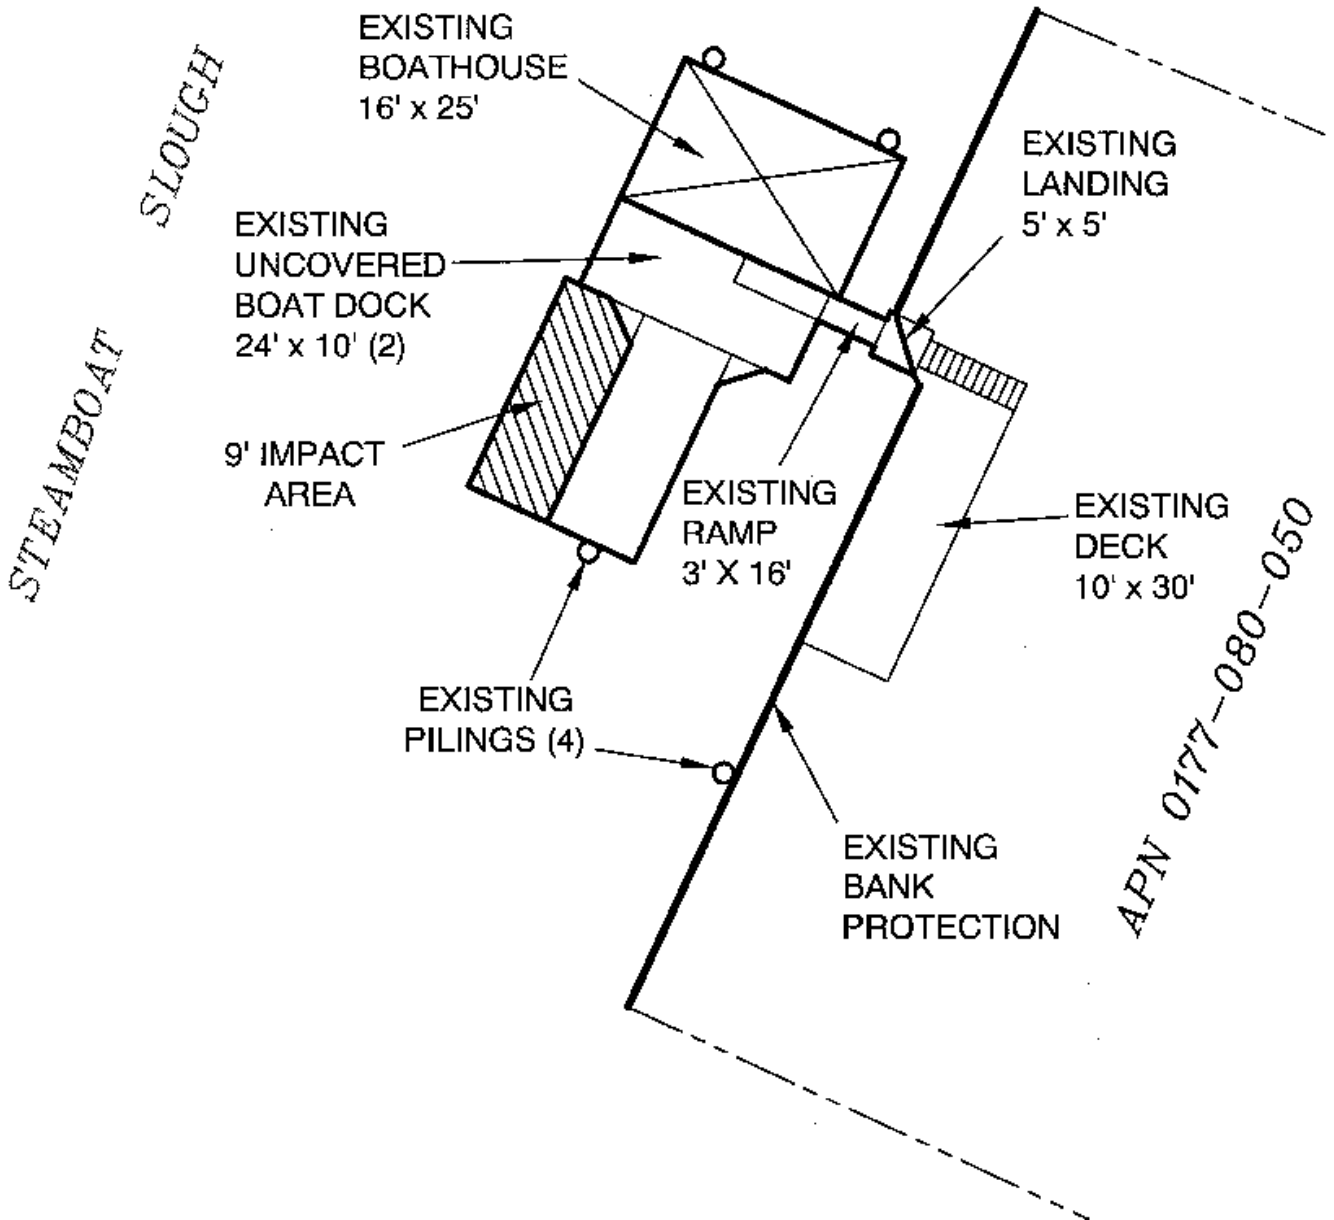 EXISTING
BOATHOUSE
16' x 25'
SLOUGH
EXISTING
LANDING
5' x 5'
EXISTING
UNCOVERED
BOAT DOCK
24' x 10' (2)
STEAMBOAT
9' IMPACT
AREA
EXISTING
RAMP
3' X 16'
EXISTING
DECK
10' x 30'
APN 0177-080-050
EXISTING
PILINGS (4)
EXISTING
BANK
PROTECTION